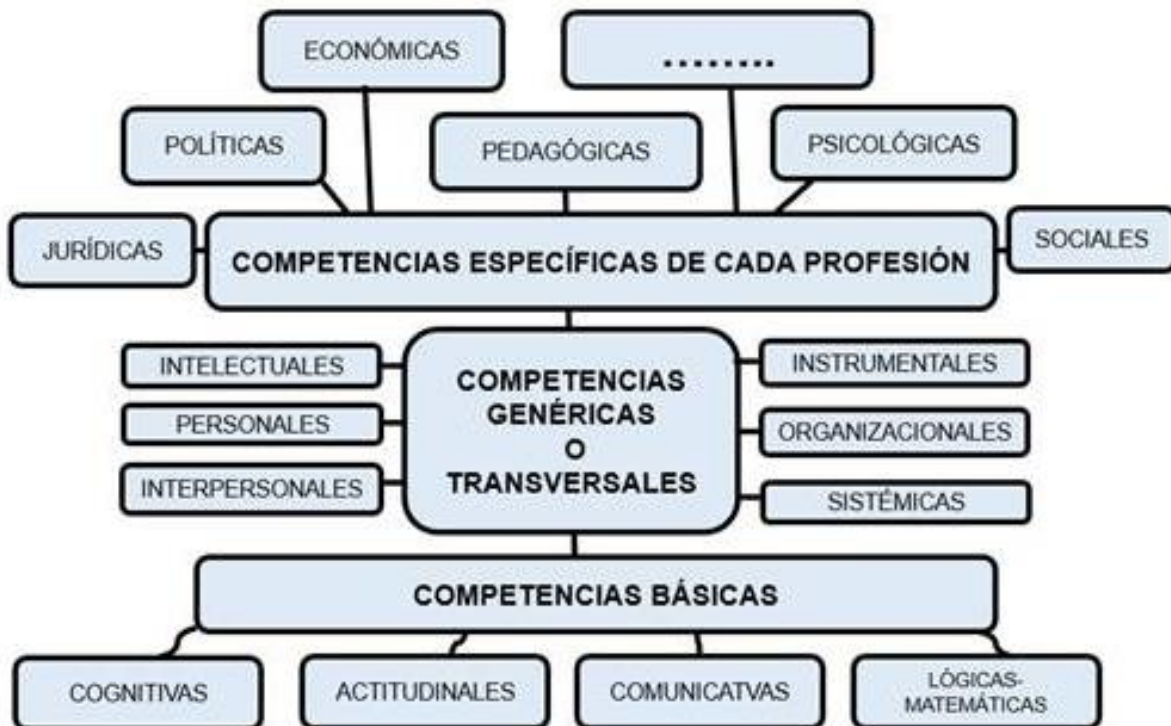 ECONÓMICAS
........
POLÍTICAS
PEDAGÓGICAS
PSICOLÓGICAS
JURÍDICAS
COMPETENCIAS ESPECÍFICAS DE CADA PROFESIÓN
SOCIALES
INTELECTUALES
PERSONALES
INTERPERSONALES
COMPETENCIAS
GENÉRICAS
O
TRANSVERSALES
INSTRUMENTALES
ORGANIZACIONALES
SISTÉMICAS
COMPETENCIAS BÁSICAS
COGNITIVAS
ACTITUDINALES
COMUNICATVAS
LÓGICAS-
MATEMÁTICAS